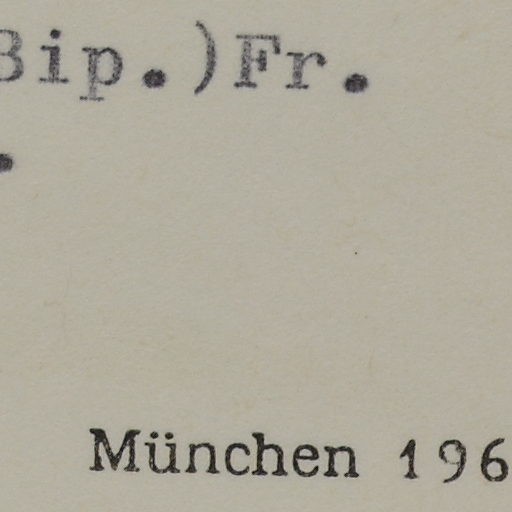 Bip.)Fr.
.
München 196